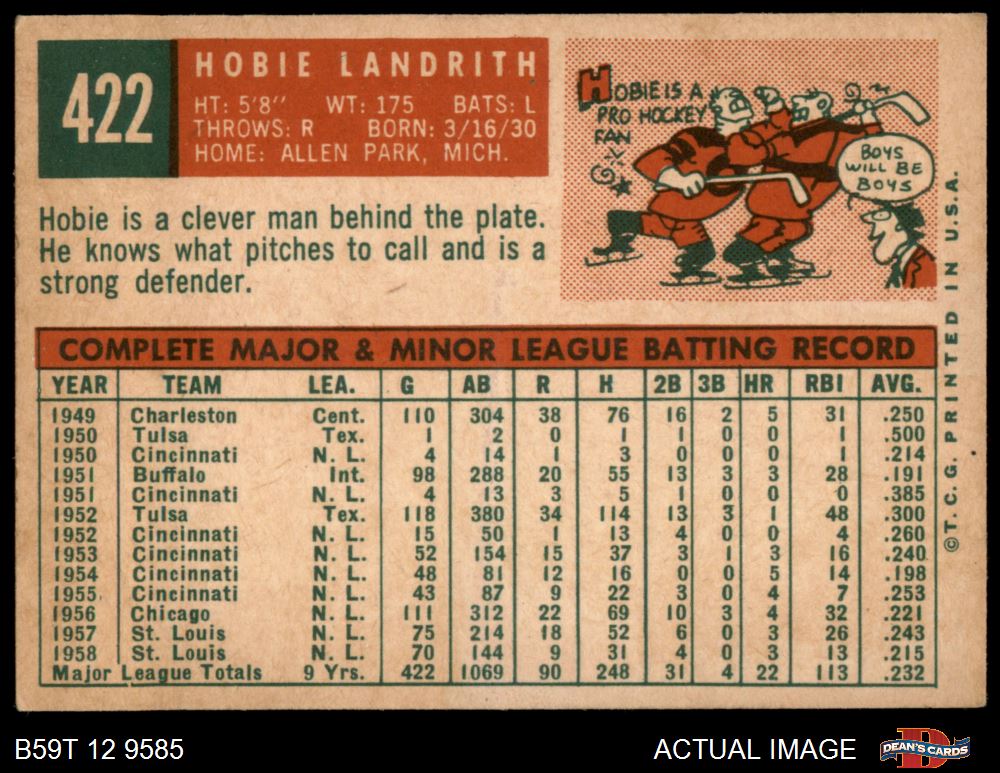 422
HOBIE LANDRITH
HT: 5'8" WT: 175 BATS: L
THROWS: R BORN: 3/16/30
HOME: ALLEN PARK, MICH.
HOBIE IS A
PRO HOCKEY
FAN
BOYS
WILL BE
BOYS
Hobie is a clever man behind the plate.
He knows what pitches to call and is a
strong defender.
COMPLETE MAJOR & MINOR LEAGUE BATTING RECORD
YEAR TEAM LEA. G AB R H 2B 3B HR RBI AVG.
1949 Charleston Cent. 110 304 38 76 16 2 5 31 .250
1950 Tulsa Tex. 1 2 0 1 1 0 0 1 .500
1950 Cincinnati N. L. 4 14 1 3 0 0 0 1 .214
1951 Buffalo Int. 98 288 20 55 13 3 3 28 .191
1951 Cincinnati N. L. 4 13 3 5 1 0 0 0 .385
1952 Tulsa Tex. 118 380 34 114 13 3 1 48 .300
1952 Cincinnati N. L. 15 50 1 13 4 0 0 4 .260
1953 Cincinnati N. L. 52 154 15 37 3 1 3 16 .240
1954 Cincinnati N. L. 48 81 12 16 0 0 5 14 .198
1955 Cincinnati N. L. 43 87 9 22 3 0 4 7 .253
1956 Chicago N. L. 111 312 22 69 10 3 4 32 .221
1957 St. Louis N. L. 75 214 18 52 6 0 3 26 .243
1958 St. Louis N. L. 70 144 9 31 4 0 3 13 .215
Major League Totals 9 Yrs. 422 1069 90 248 31 4 22 113 .232
© T. C. G. PRINTED IN U.S.A.
B59T 12 9585
ACTUAL IMAGE
DEAN'S CARDS